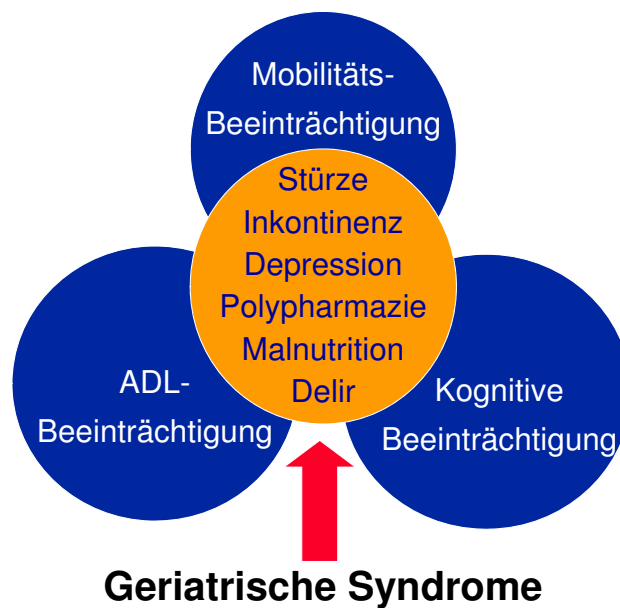 Mobilitäts-
Beeinträchtigung
Stürze
Inkontinenz
Depression
Polypharmazie
Malnutrition
Delir
ADL-
Beeinträchtigung
Kognitive
Beeinträchtigung
Geriatrische Syndrome